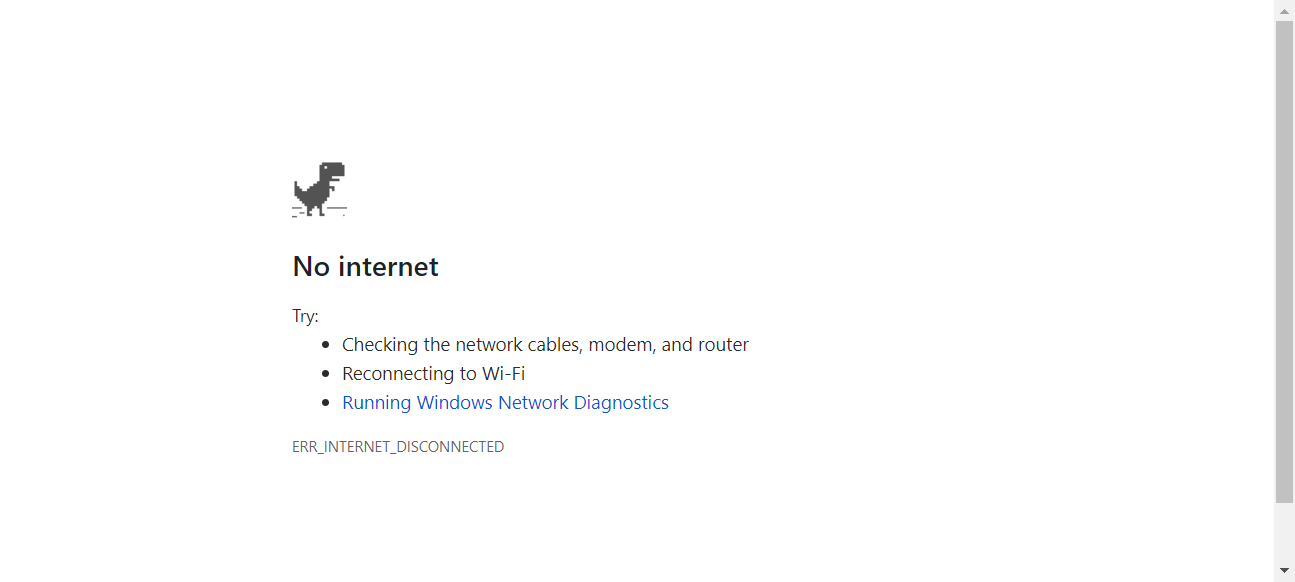 No internet
Try:
Checking the network cables, modem, and router
Reconnecting to Wi-Fi
Running Windows Network Diagnostics
ERR_INTERNET_DISCONNECTED